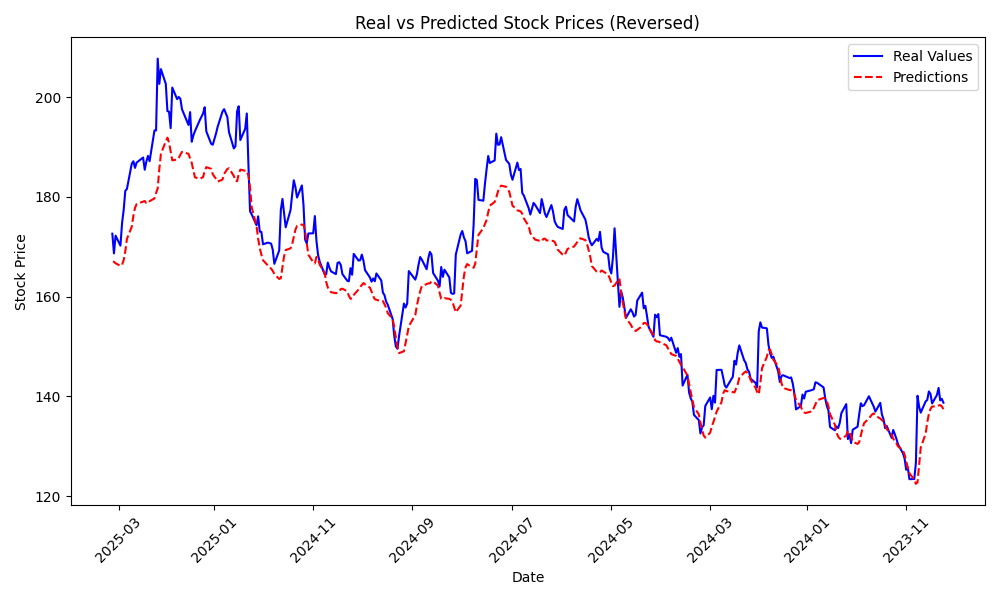 Real vs Predicted Stock Prices (Reversed)
Real Values
Predictions
Stock Price
200
180
160
140
120
2025-03
2025-01
2024-11
2024-09
2024-07
2024-05
2024-03
2024-01
2023-11
Date